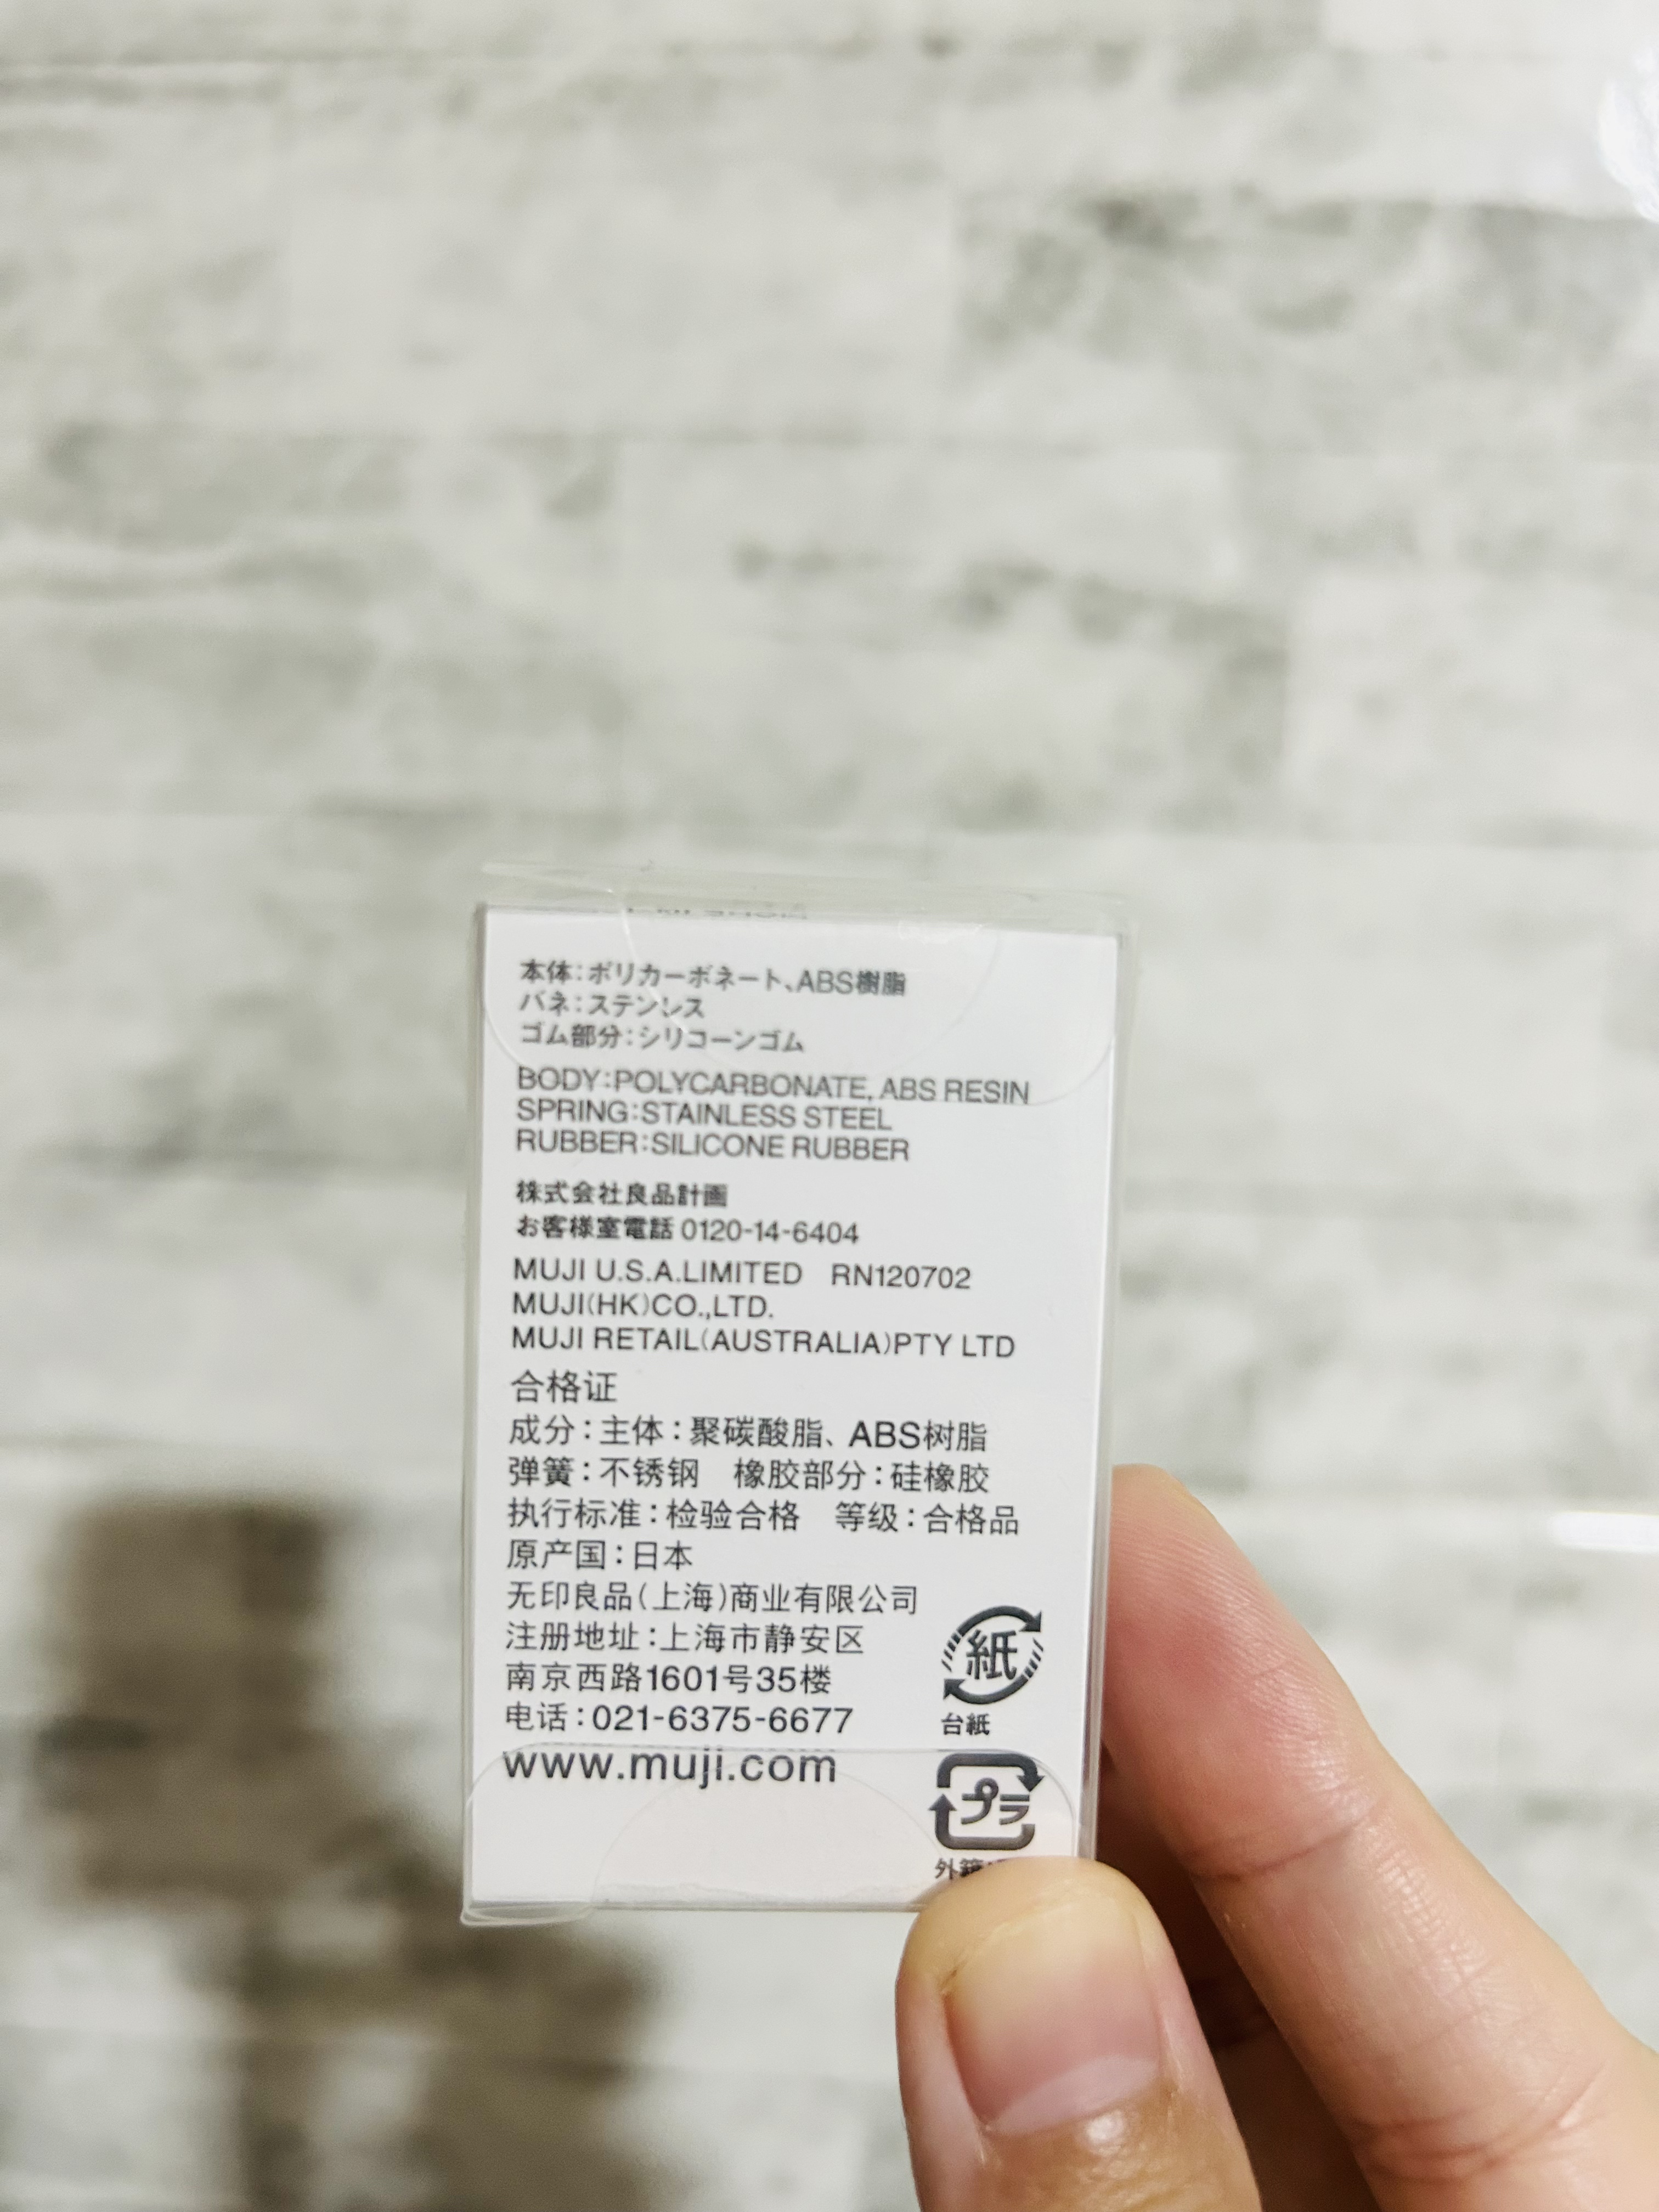 本体：ポリカーボネート、ABS樹脂
バネ：ステンレス
ゴム部分：シリコーンゴム
BODY：POLYCARBONATE, ABS RESIN
SPRING：STAINLESS STEEL
RUBBER：SILICONE RUBBER
株式会社良品計画
お客様室電話 0120-14-6404
MUJI U.S.A.LIMITED　RN120702
MUJI(HK)CO.,LTD.
MUJI RETAIL(AUSTRALIA)PTY LTD
合格证
成分：主体：聚碳酸脂、ABS树脂
弹簧：不锈钢　橡胶部分：硅橡胶
执行标准：检验合格　等级：合格品
原产国：日本
无印良品(上海)商业有限公司
注册地址：上海市静安区
南京西路1601号35楼
电话：021-6375-6677
www.muji.com
紙
台紙
プラ